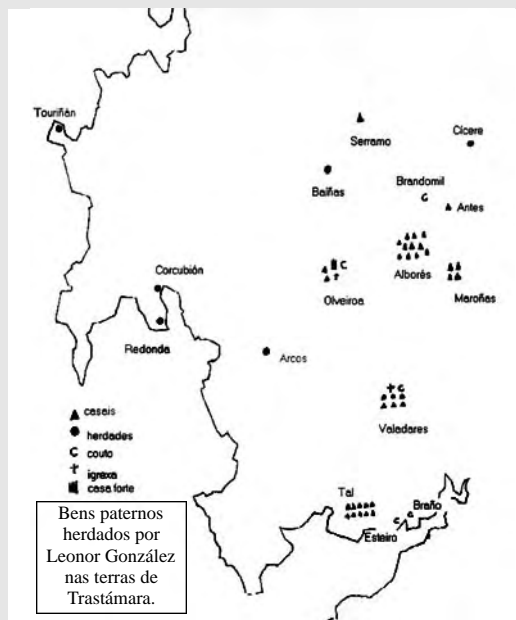 Touriñán
Serramo
Cícere
Baíñas
Brandomil
c
Antes
Corcubión
c
Olveiroa
Alborés
Maroñas
Redonda
Arcos
c
Valadares
casais
herdades
c couto
igrexa
casa forte
Tal
Braño
c
Esteiro
Bens paternos
herdados por
Leonor González
nas terras de
Trastámara.